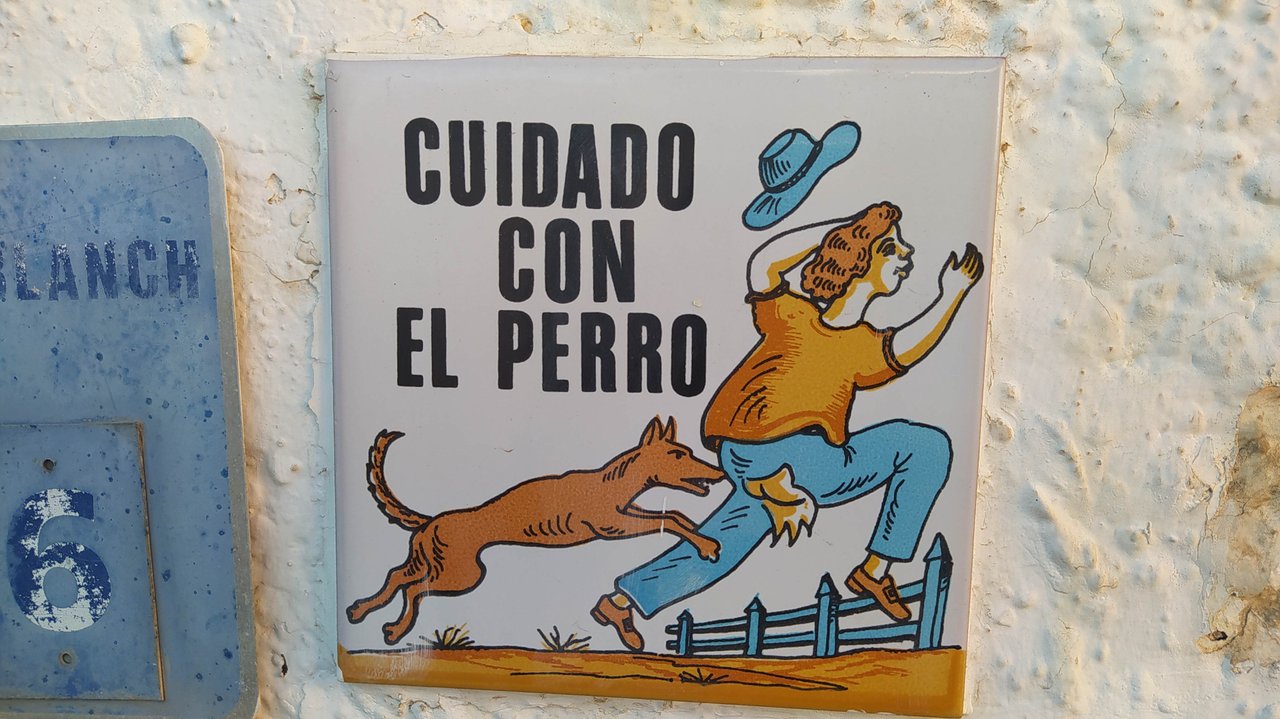 CUIDADO
CON
EL PERRO
BLANCH
6